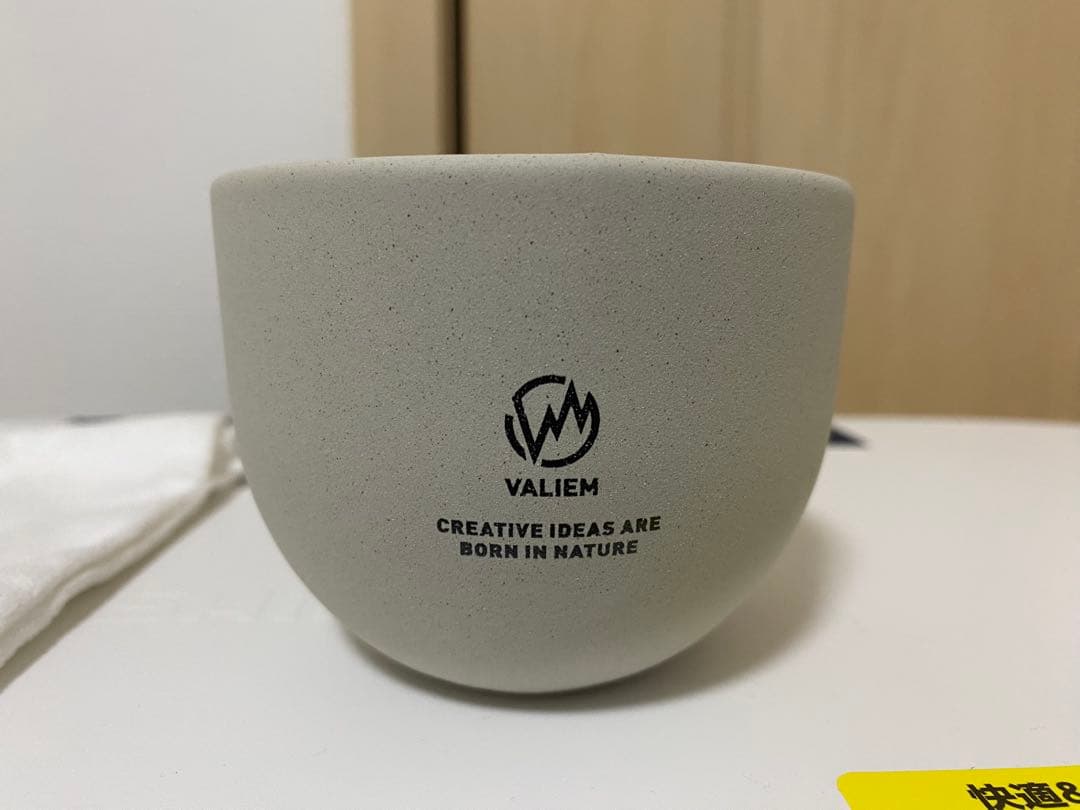 VALIEM
CREATIVE IDEAS ARE
BORN IN NATURE
快適&